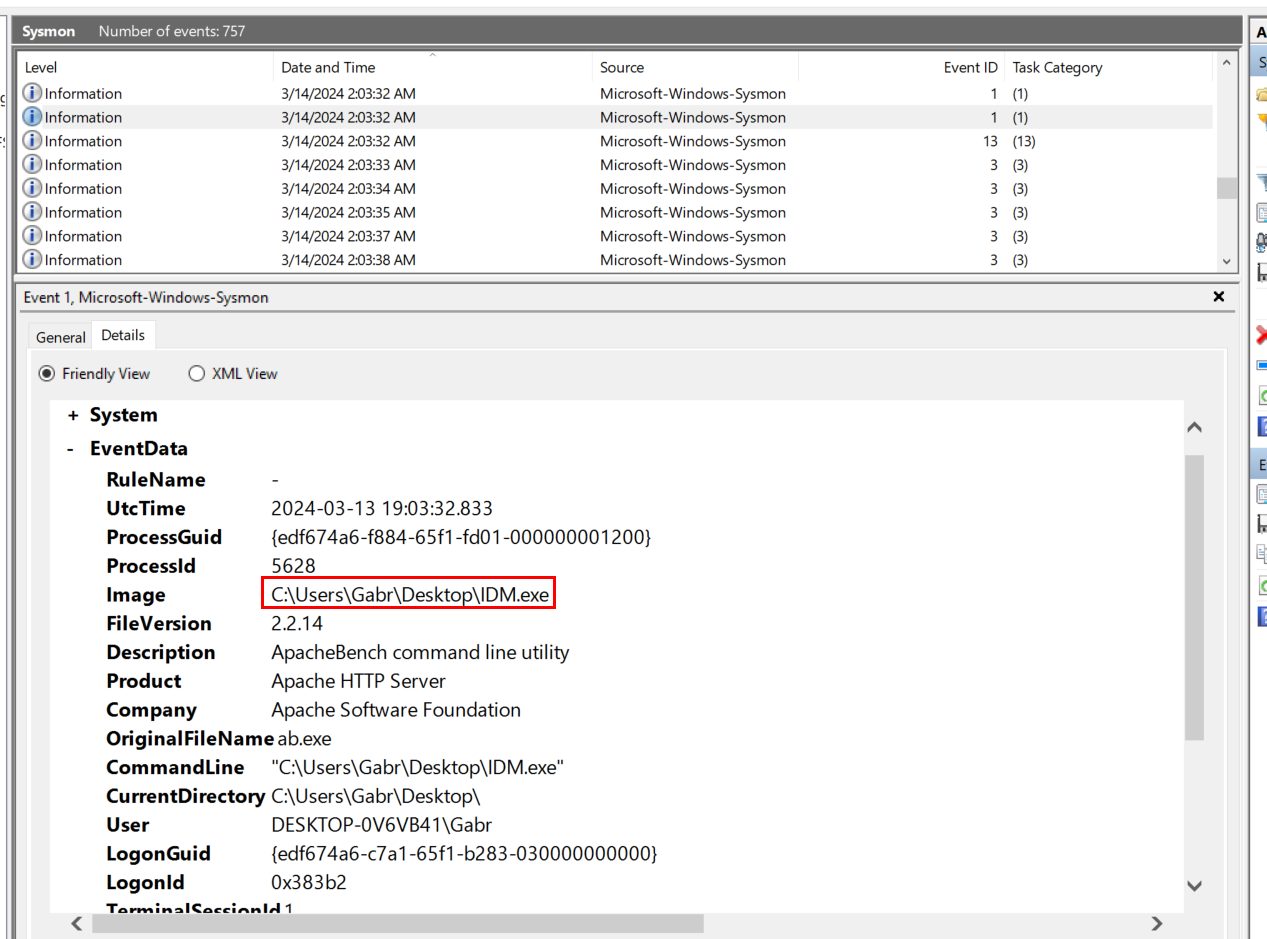 Sysmon Number of events: 757
Level Date and Time Source Event ID Task Category
Information 3/14/2024 2:03:32 AM Microsoft-Windows-Sysmon 1 (1)
Information 3/14/2024 2:03:32 AM Microsoft-Windows-Sysmon 1 (1)
Information 3/14/2024 2:03:32 AM Microsoft-Windows-Sysmon 13 (13)
Information 3/14/2024 2:03:33 AM Microsoft-Windows-Sysmon 3 (3)
Information 3/14/2024 2:03:34 AM Microsoft-Windows-Sysmon 3 (3)
Information 3/14/2024 2:03:35 AM Microsoft-Windows-Sysmon 3 (3)
Information 3/14/2024 2:03:37 AM Microsoft-Windows-Sysmon 3 (3)
Information 3/14/2024 2:03:38 AM Microsoft-Windows-Sysmon 3 (3)
Event 1, Microsoft-Windows-Sysmon
General Details
Friendly View XML View
+ System
- EventData
RuleName -
UtcTime 2024-03-13 19:03:32.833
ProcessGuid {edf674a6-f884-65f1-fd01-000000001200}
ProcessId 5628
Image C:\Users\Gabr\Desktop\IDM.exe
FileVersion 2.2.14
Description ApacheBench command line utility
Product Apache HTTP Server
Company Apache Software Foundation
OriginalFileName ab.exe
CommandLine "C:\Users\Gabr\Desktop\IDM.exe"
CurrentDirectory C:\Users\Gabr\Desktop\
User DESKTOP-0V6VB41\Gabr
LogonGuid {edf674a6-c7a1-65f1-b283-030000000000}
LogonId 0x383b2
TerminalSessionId 1